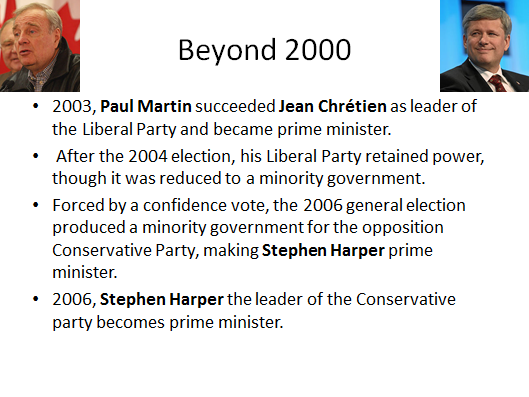 Beyond 2000
• 2003, Paul Martin succeeded Jean Chrétien as leader of
the Liberal Party and became prime minister.
• After the 2004 election, his Liberal Party retained power,
though it was reduced to a minority government.
• Forced by a confidence vote, the 2006 general election
produced a minority government for the opposition
Conservative Party, making Stephen Harper prime
minister.
• 2006, Stephen Harper the leader of the Conservative
party becomes prime minister.